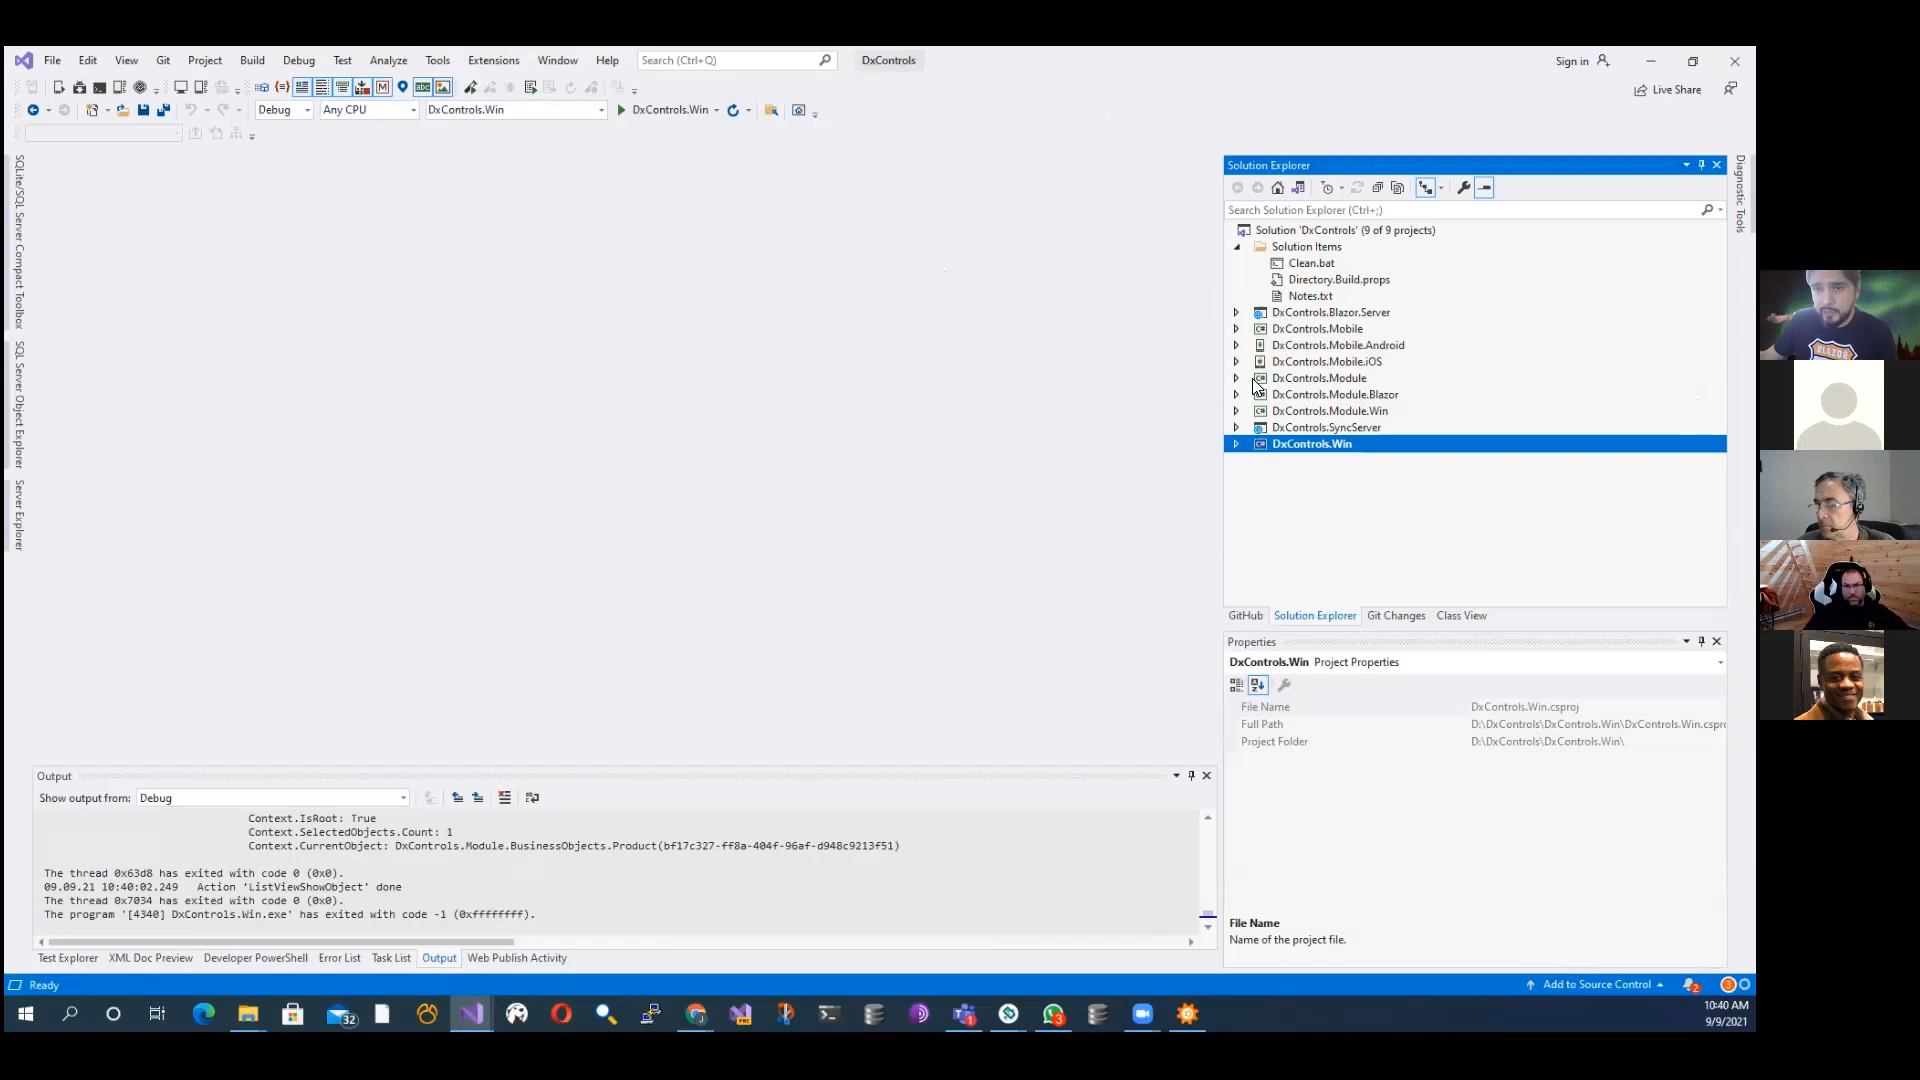 File Edit View Git Project Build Debug Test Analyze Tools Extensions Window Help Search (Ctrl+Q) DxControls Sign in
Live Share
Debug Any CPU DxControls.Win DxControls.Win
SQLite/SQL Server Compact Toolbox
SQL Server Object Explorer
Server Explorer
Solution Explorer
Search Solution Explorer (Ctrl+;)
Solution 'DxControls' (9 of 9 projects)
Solution Items
Clean.bat
Directory.Build.props
Notes.txt
DxControls.Blazor.Server
DxControls.Mobile
DxControls.Mobile.Android
DxControls.Mobile.iOS
DxControls.Module
DxControls.Module.Blazor
DxControls.Module.Win
DxControls.SyncServer
DxControls.Win
GitHub Solution Explorer Git Changes Class View
Diagnostic Tools
Properties
DxControls.Win Project Properties
File Name DxControls.Win.csproj
Full Path D:\DxControls\DxControls.Win\DxControls.Win.cspr
Project Folder D:\DxControls\DxControls.Win\
File Name
Name of the project file.
Output
Show output from: Debug
Context.IsRoot: True
Context.SelectedObjects.Count: 1
Context.CurrentObject: DxControls.Module.BusinessObjects.Product(bf17c327-ff8a-404f-96af-d948c9213f51)
The thread 0x63d8 has exited with code 0 (0x0).
09.09.21 10:40:02.249 Action 'ListViewShowObject' done
The thread 0x7034 has exited with code 0 (0x0).
The program '[4340] DxControls.Win.exe' has exited with code -1 (0xffffffff).
Test Explorer XML Doc Preview Developer PowerShell Error List Task List Output Web Publish Activity
Ready Add to Source Control 2 3
32 1 3
10:40 AM
9/9/2021
BLAZOR